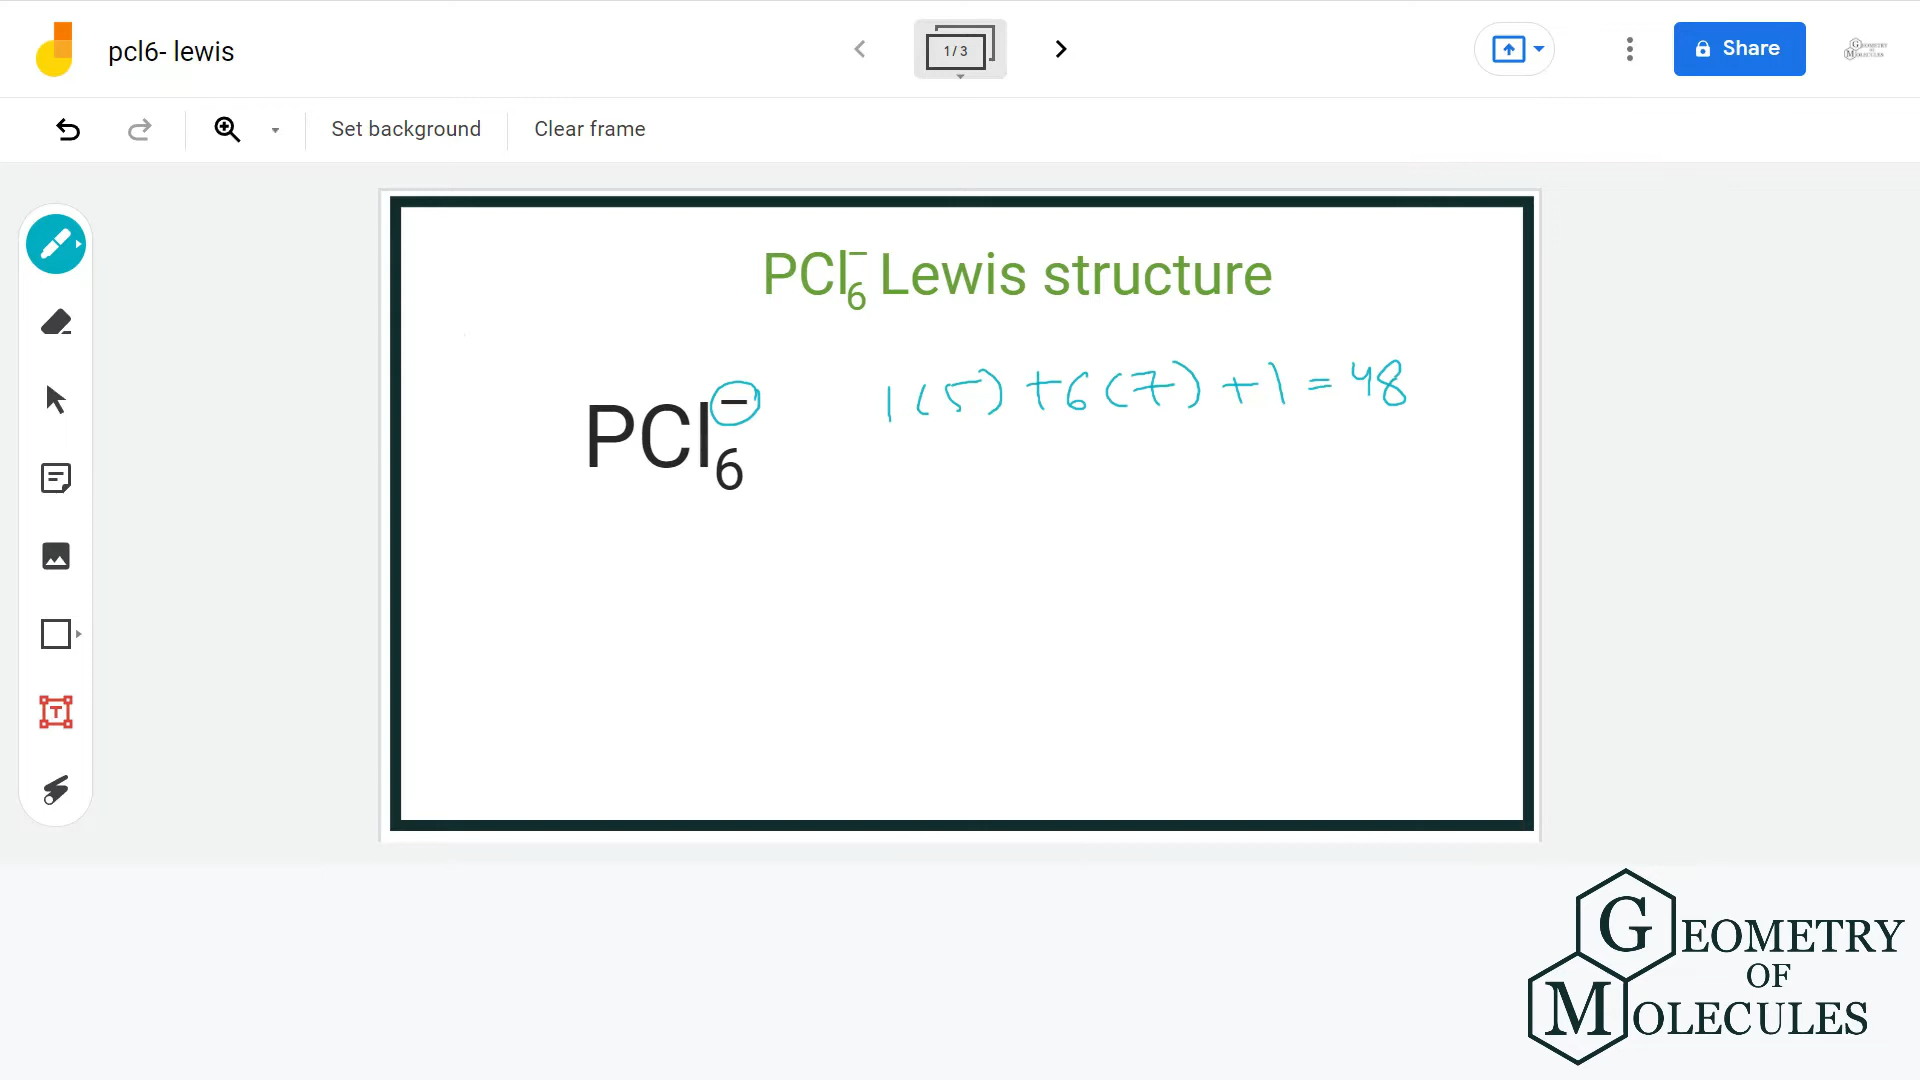 pcl6- lewis
1/3
Share
Set background
Clear frame
PCl₆⁻ Lewis structure
PCl₆⁻
1(5)+6(7)+1=48
T
GEOMETRY
OF
MOLECULES